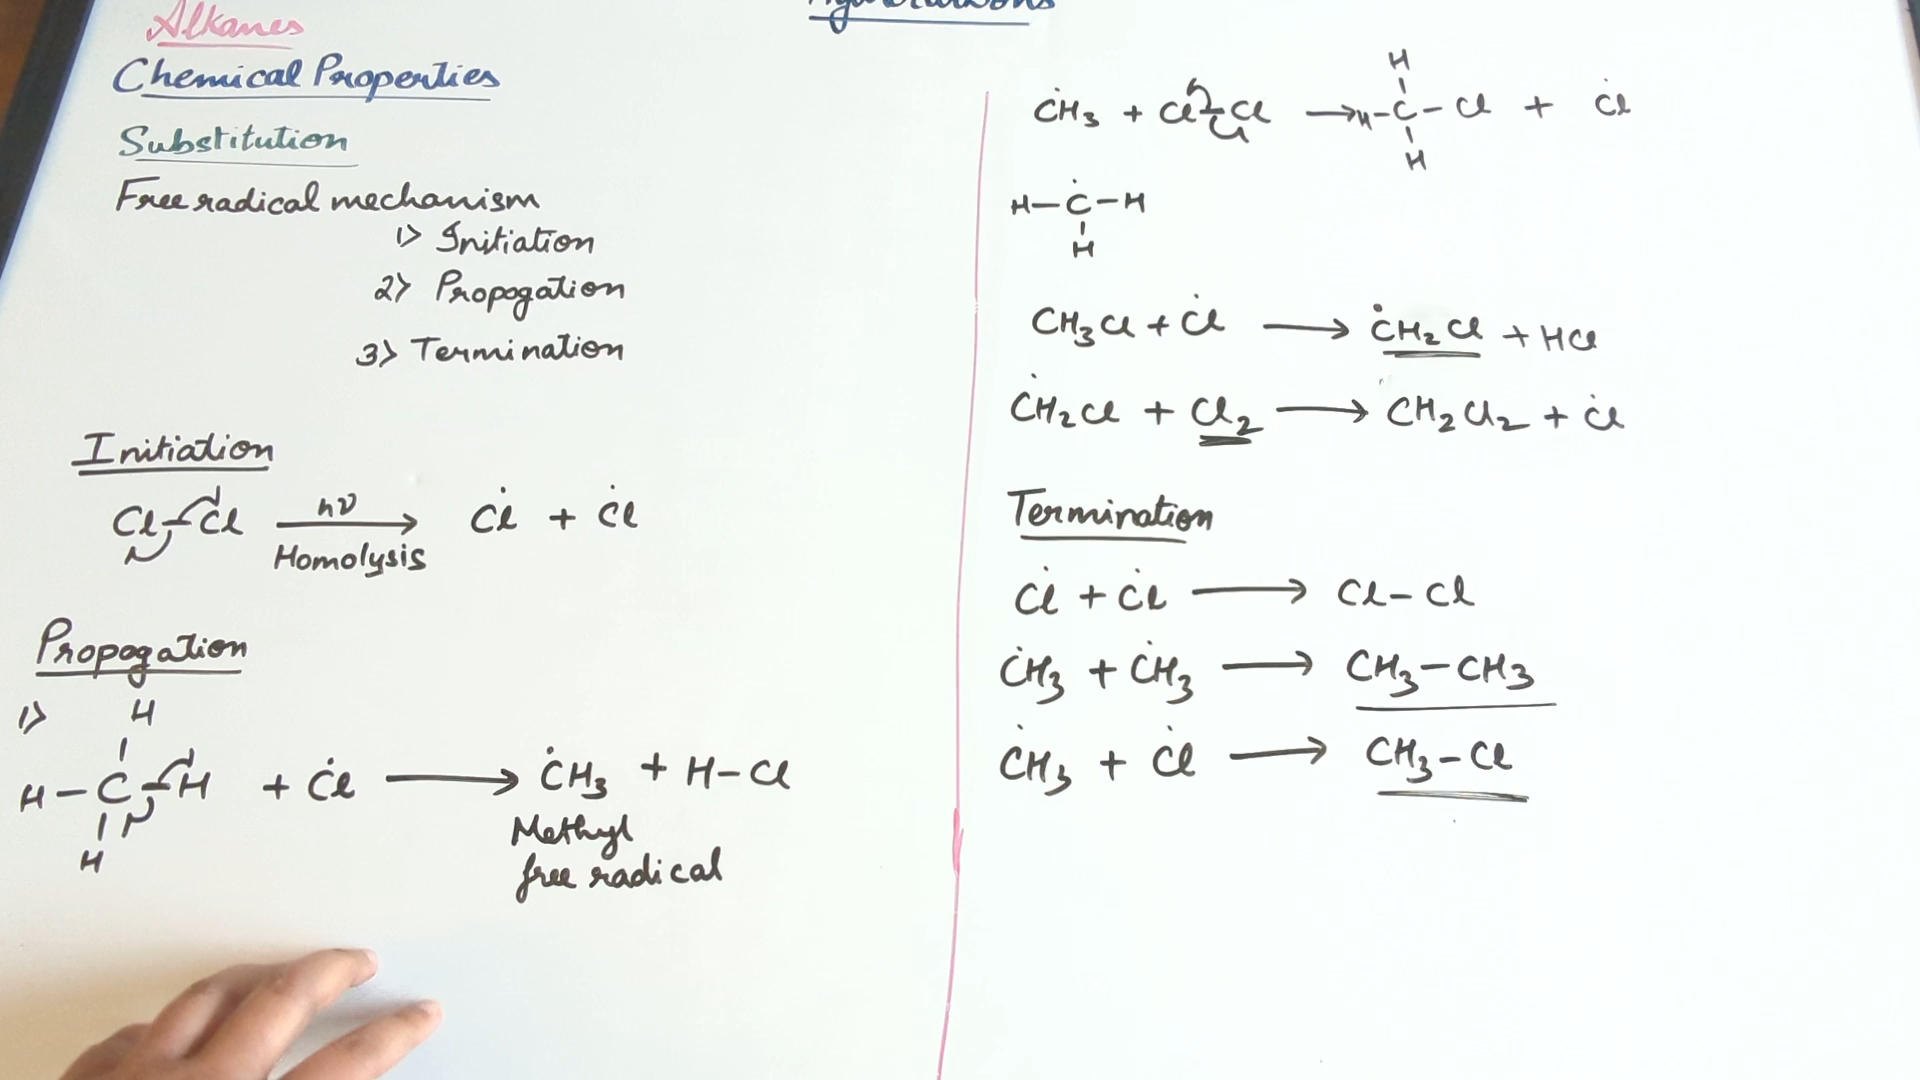 Alkanes
Chemical Properties
Substitution
Free radical mechanism
1> Initiation
2> Propogation
3> Termination
Initiation
Cl-Cl hν Homolysis → Ċl + Ċl
Propogation
1>
H
H-C-H + Ċl → ĊH₃ + H-Cl
H
Methyl
free radical
H
ĊH₃ + Cl-Cl → H-C-Cl + Ċl
H
H-Ċ-H
H
CH₃Cl + Ċl → ĊH₂Cl + HCl
ĊH₂Cl + Cl₂ → CH₂Cl₂ + Ċl
Termination
Ċl + Ċl → Cl-Cl
ĊH₃ + ĊH₃ → CH₃-CH₃
ĊH₃ + Ċl → CH₃-Cl